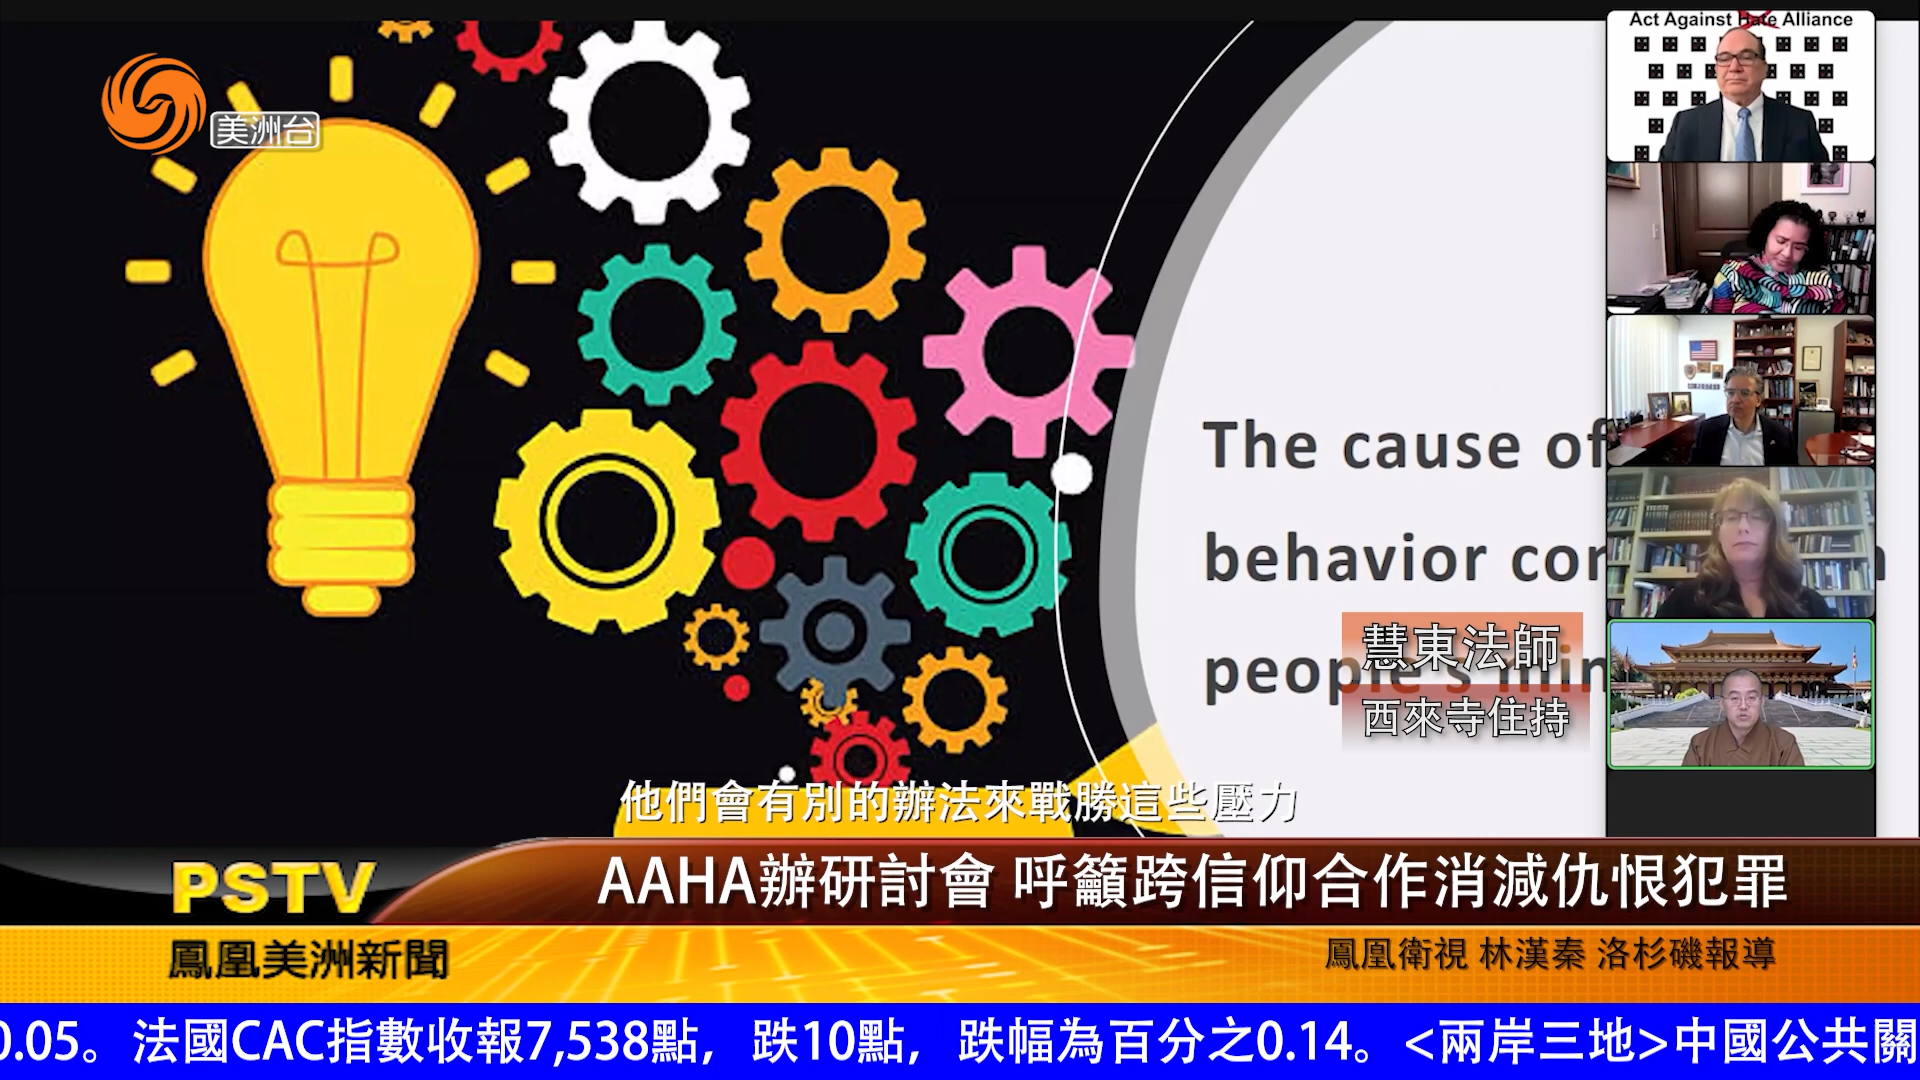 Act Against Hate Alliance
美洲台
The cause of
behavior con
people's min
慧東法師
西來寺住持
他們會有別的辦法來戰勝這些壓力
PSTV
AAHA辦研討會 呼籲跨信仰合作消減仇恨犯罪
鳳凰美洲新聞
鳳凰衛視 林漢秦 洛杉磯報導
0.05。法國CAC指數收報7,538點，跌10點，跌幅為百分之0.14。<兩岸三地>中國公共關